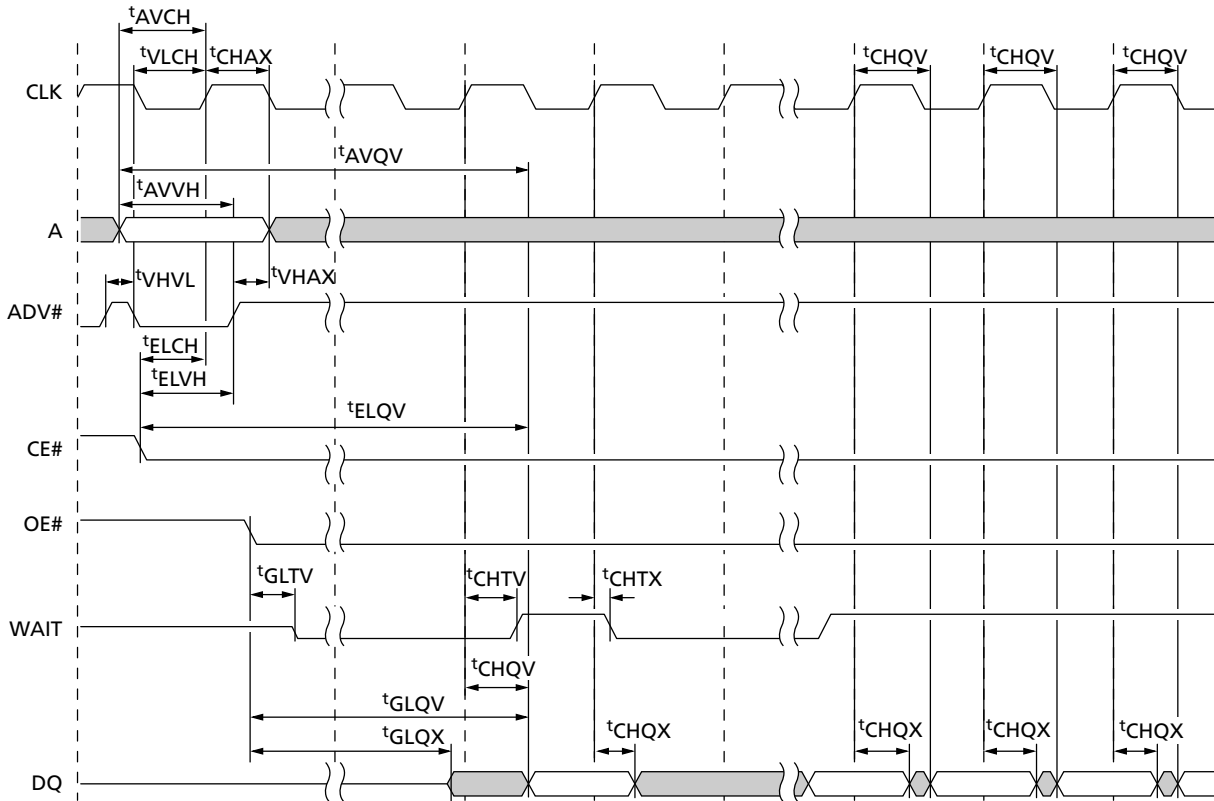 tAVCH
tVLCH tCHAX tCHQV tCHQV tCHQV
CLK
tAVQV
tAVVH
A
tVHVL tVHAX
ADV#
tELCH
tELVH
tELQV
CE#
OE#
tGLTV tCHTV tCHTX
WAIT
tCHQV
tGLQV
tGLQX tCHQX tCHQX tCHQX tCHQX
DQ